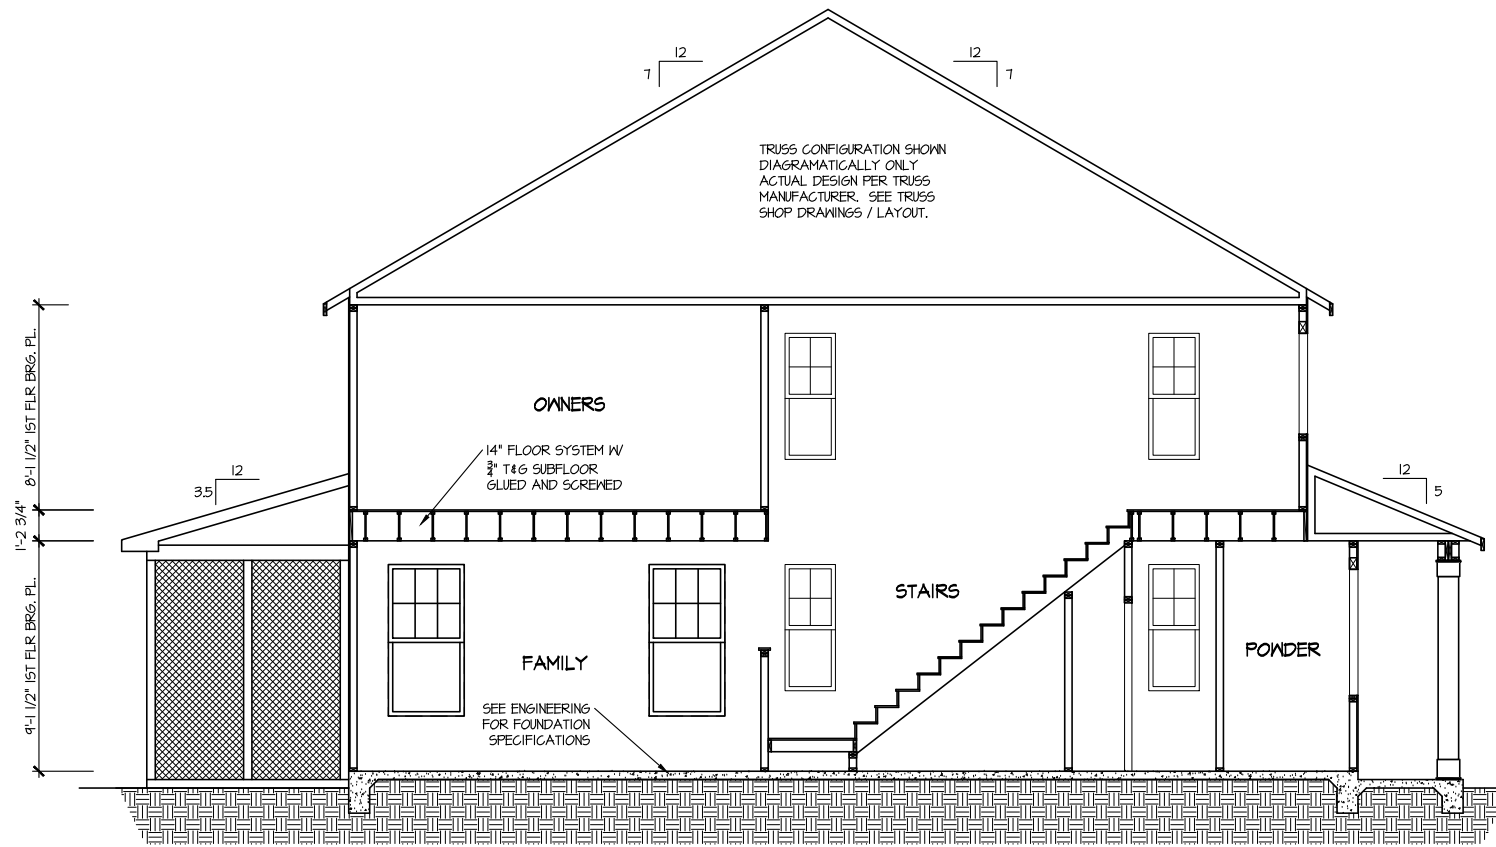 12
7
12
7
TRUSS CONFIGURATION SHOWN
DIAGRAMATICALLY ONLY
ACTUAL DESIGN PER TRUSS
MANUFACTURER. SEE TRUSS
SHOP DRAWINGS / LAYOUT.
8'-1 1/2" 1ST FLR BRG. PL.
1'-2 3/4"
9'-1 1/2" 1ST FLR BRG. PL.
OWNERS
14" FLOOR SYSTEM W/
3/4" T&G SUBFLOOR
GLUED AND SCREWED
12
3.5
12
5
STAIRS
FAMILY
POWDER
SEE ENGINEERING
FOR FOUNDATION
SPECIFICATIONS